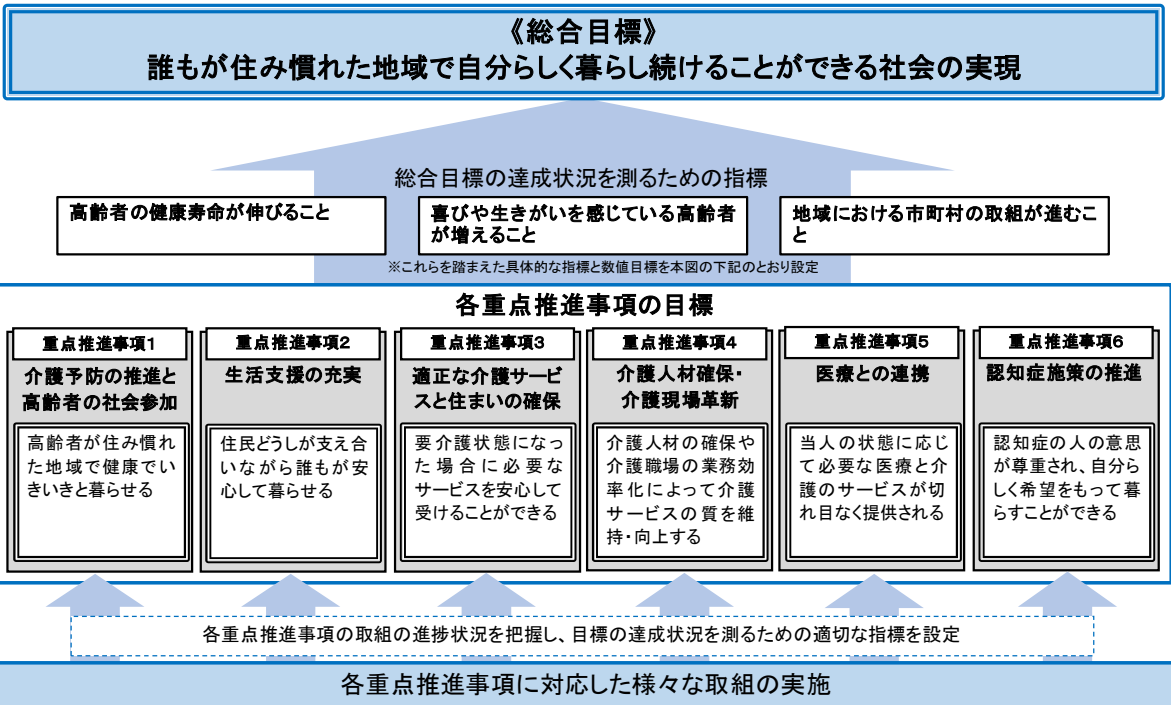 《総合目標》
誰もが住み慣れた地域で自分らしく暮らし続けることができる社会の実現
総合目標の達成状況を測るための指標
高齢者の健康寿命が伸びること
喜びや生きがいを感じている高齢者
が増えること
地域における市町村の取組が進むこ
と
※これらを踏まえた具体的な指標と数値目標を本図の下記のとおり設定
各重点推進事項の目標
重点推進事項1
介護予防の推進と
高齢者の社会参加
高齢者が住み慣れ
た地域で健康でい
きいきと暮らせる
重点推進事項2
生活支援の充実
住民どうしが支え合
いながら誰もが安
心して暮らせる
重点推進事項3
適正な介護サービ
スと住まいの確保
要介護状態になっ
た場合に必要な
サービスを安心して
受けることができる
重点推進事項4
介護人材確保・
介護現場革新
介護人材の確保や
介護職場の業務効
率化によって介護
サービスの質を維
持・向上する
重点推進事項5
医療との連携
当人の状態に応じ
て必要な医療と介
護のサービスが切
れ目なく提供される
重点推進事項6
認知症施策の推進
認知症の人の意思
が尊重され、自分ら
しく希望をもって暮
らすことができる
各重点推進事項の取組の進捗状況を把握し、目標の達成状況を測るための適切な指標を設定
各重点推進事項に対応した様々な取組の実施